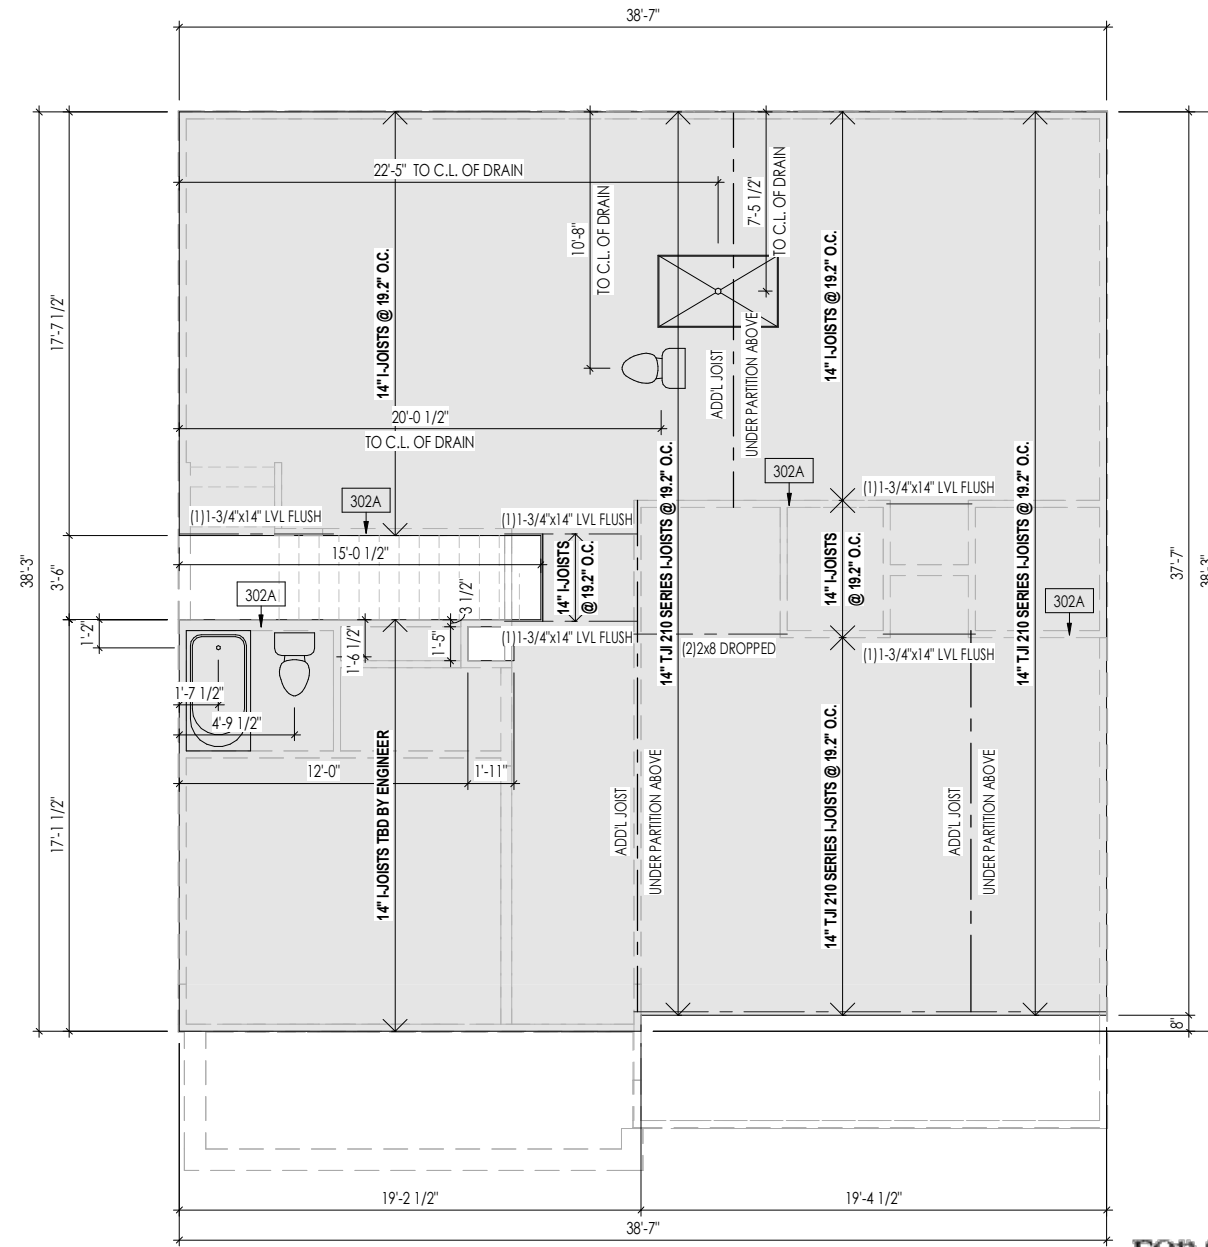 38'-7"
22'-5" TO C.L. OF DRAIN
10'-8"
TO C.L. OF DRAIN
7'-5 1/2"
TO C.L. OF DRAIN
17'-7 1/2"
14" I-JOISTS @ 19.2" O.C.
14" I-JOISTS @ 19.2" O.C.
ADD'L JOIST
UNDER PARTITION ABOVE
20'-0 1/2"
TO C.L. OF DRAIN
14" TJI 210 SERIES I-JOISTS @ 19.2" O.C.
14" TJI 210 SERIES I-JOISTS @ 19.2" O.C.
302A
302A
(1)1-3/4"x14" LVL FLUSH
(1)1-3/4"x14" LVL FLUSH
(1)1-3/4"x14" LVL FLUSH
15'-0 1/2"
14" I-JOISTS
@ 19.2" O.C.
14" I-JOISTS
@ 19.2" O.C.
38'-3"
3'-6"
37'-7"
38'-3"
302A
302A
3 1/2"
1'-2"
1'-6 1/2"
1'-5"
(1)1-3/4"x14" LVL FLUSH
(2)2x8 DROPPED
(1)1-3/4"x14" LVL FLUSH
1'-7 1/2"
4'-9 1/2"
12'-0"
1'-11"
17'-1 1/2"
14" I-JOISTS TBD BY ENGINEER
ADD'L JOIST
UNDER PARTITION ABOVE
14" TJI 210 SERIES I-JOISTS @ 19.2" O.C.
ADD'L JOIST
UNDER PARTITION ABOVE
8"
19'-2 1/2"
19'-4 1/2"
38'-7"